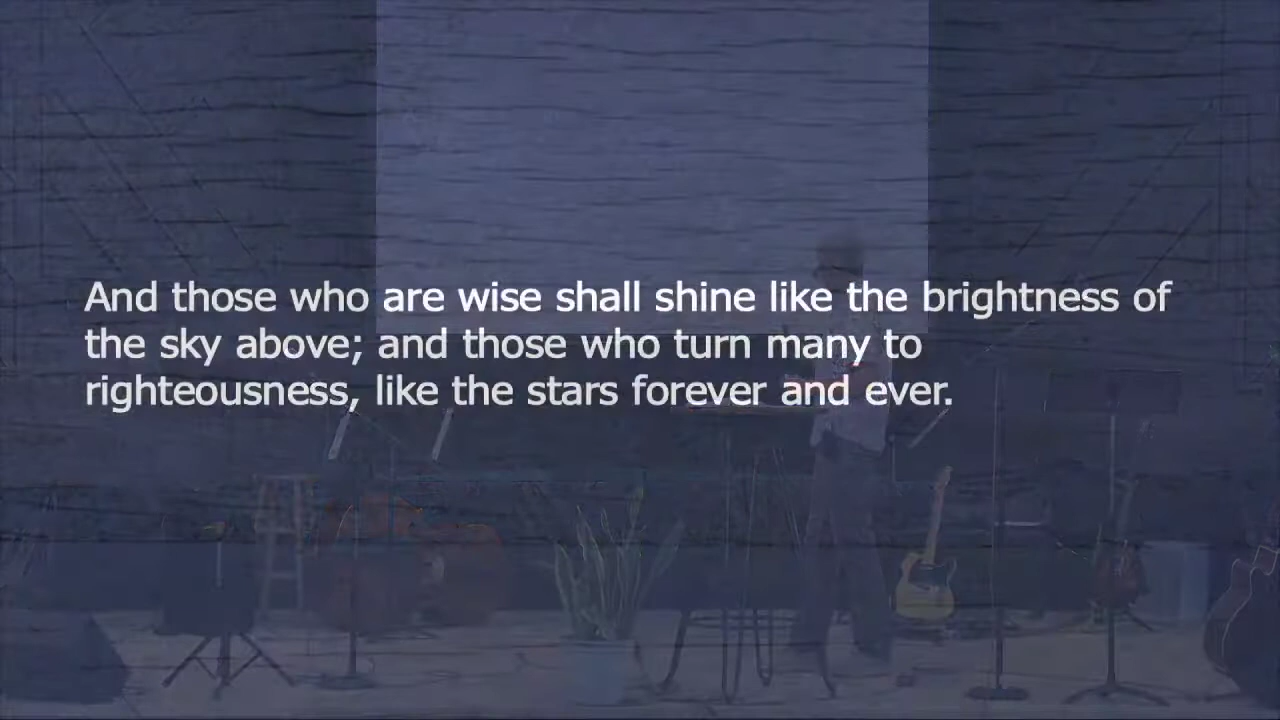 And those who are wise shall shine like the brightness of
the sky above; and those who turn many to
righteousness, like the stars forever and ever.